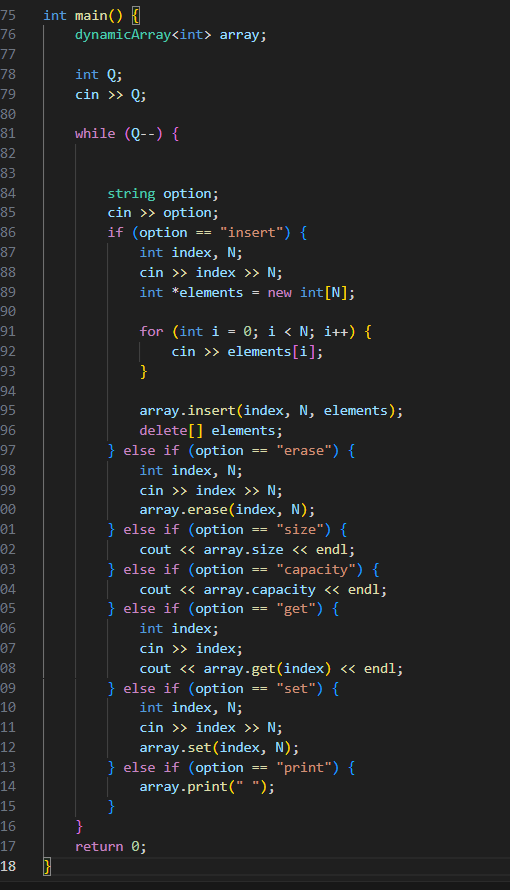 75 int main() {
76     dynamicArray<int> array;
77
78     int Q;
79     cin >> Q;
80
81     while (Q--) {
82
83
84         string option;
85         cin >> option;
86         if (option == "insert") {
87             int index, N;
88             cin >> index >> N;
89             int *elements = new int[N];
90
91             for (int i = 0; i < N; i++) {
92                 cin >> elements[i];
93             }
94
95             array.insert(index, N, elements);
96             delete[] elements;
97         } else if (option == "erase") {
98             int index, N;
99             cin >> index >> N;
00             array.erase(index, N);
01         } else if (option == "size") {
02             cout << array.size << endl;
03         } else if (option == "capacity") {
04             cout << array.capacity << endl;
05         } else if (option == "get") {
06             int index;
07             cin >> index;
08             cout << array.get(index) << endl;
09         } else if (option == "set") {
10             int index, N;
11             cin >> index >> N;
12             array.set(index, N);
13         } else if (option == "print") {
14             array.print(" ");
15         }
16     }
17     return 0;
18 }